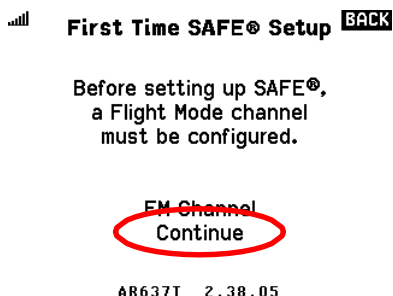 First Time SAFE® Setup BACK
Before setting up SAFE®,
a Flight Mode channel
must be configured.
FM Channel
Continue
AR637T 2.38.05